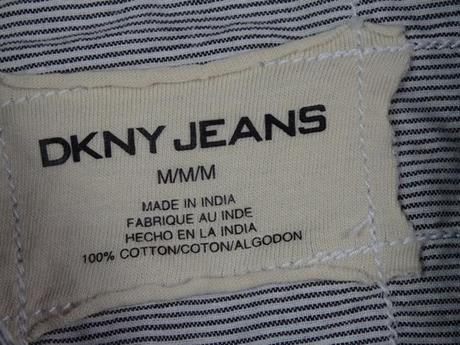 DKNY JEANS
M/M/M
MADE IN INDIA
FABRIQUE AU INDE
HECHO EN LA INDIA
100% COTTON/COTON/ALGODON